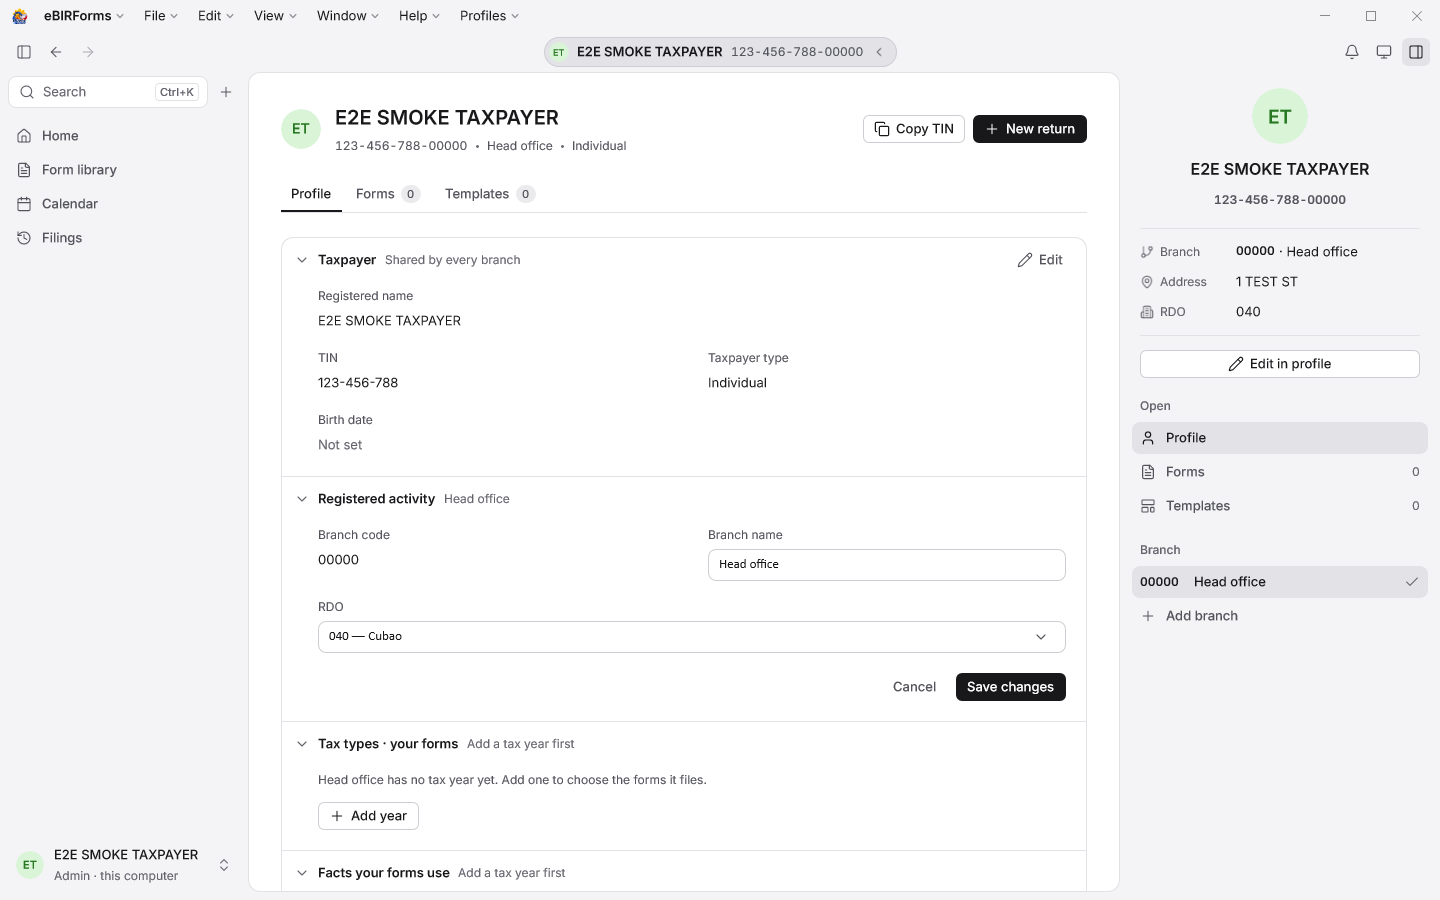 eBIRForms
File
Edit
View
Window
Help
Profiles
ET E2E SMOKE TAXPAYER 123-456-788-00000
Search Ctrl+K
Home
Form library
Calendar
Filings
ET
E2E SMOKE TAXPAYER
Admin · this computer
ET
E2E SMOKE TAXPAYER
123-456-788-00000 • Head office • Individual
Copy TIN
New return
Profile
Forms 0
Templates 0
Taxpayer Shared by every branch
Edit
Registered name
E2E SMOKE TAXPAYER
TIN
123-456-788
Taxpayer type
Individual
Birth date
Not set
Registered activity Head office
Branch code
00000
Branch name
Head office
RDO
040 — Cubao
Cancel
Save changes
Tax types · your forms Add a tax year first
Head office has no tax year yet. Add one to choose the forms it files.
Add year
Facts your forms use Add a tax year first
ET
E2E SMOKE TAXPAYER
123-456-788-00000
Branch 00000 · Head office
Address 1 TEST ST
RDO 040
Edit in profile
Open
Profile
Forms 0
Templates 0
Branch
00000 Head office
Add branch